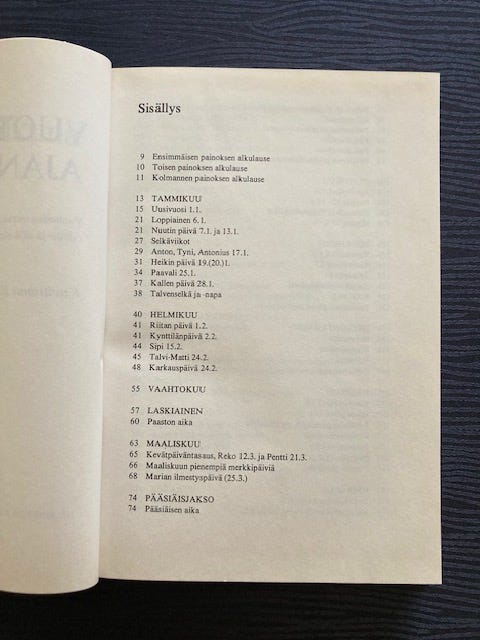 Sisällys
9 Ensimmäisen painoksen alkulause
10 Toisen painoksen alkulause
11 Kolmannen painoksen alkulause
13 TAMMIKUU
15 Uusivuosi 1.1.
21 Loppiainen 6.1.
21 Nuutin päivä 7.1. ja 13.1.
27 Selkäviikot
29 Anton, Tyni, Antonius 17.1.
31 Heikin päivä 19.(20.)1.
34 Paavali 25.1.
37 Kallen päivä 28.1.
38 Talvenselkä ja -napa
40 HELMIKUU
41 Riitan päivä 1.2.
41 Kynttilänpäivä 2.2.
44 Sipi 15.2.
45 Talvi-Matti 24.2.
48 Karkauspäivä 24.2.
55 VAAHTOKUU
57 LASKIAINEN
60 Paaston aika
63 MAALISKUU
65 Kevätpäiväntasaus, Reko 12.3. ja Pentti 21.3.
66 Maaliskuun pienempiä merkkipäiviä
68 Marian ilmestyspäivä (25.3.)
74 PÄÄSIÄISJAKSO
74 Pääsiäisen aika